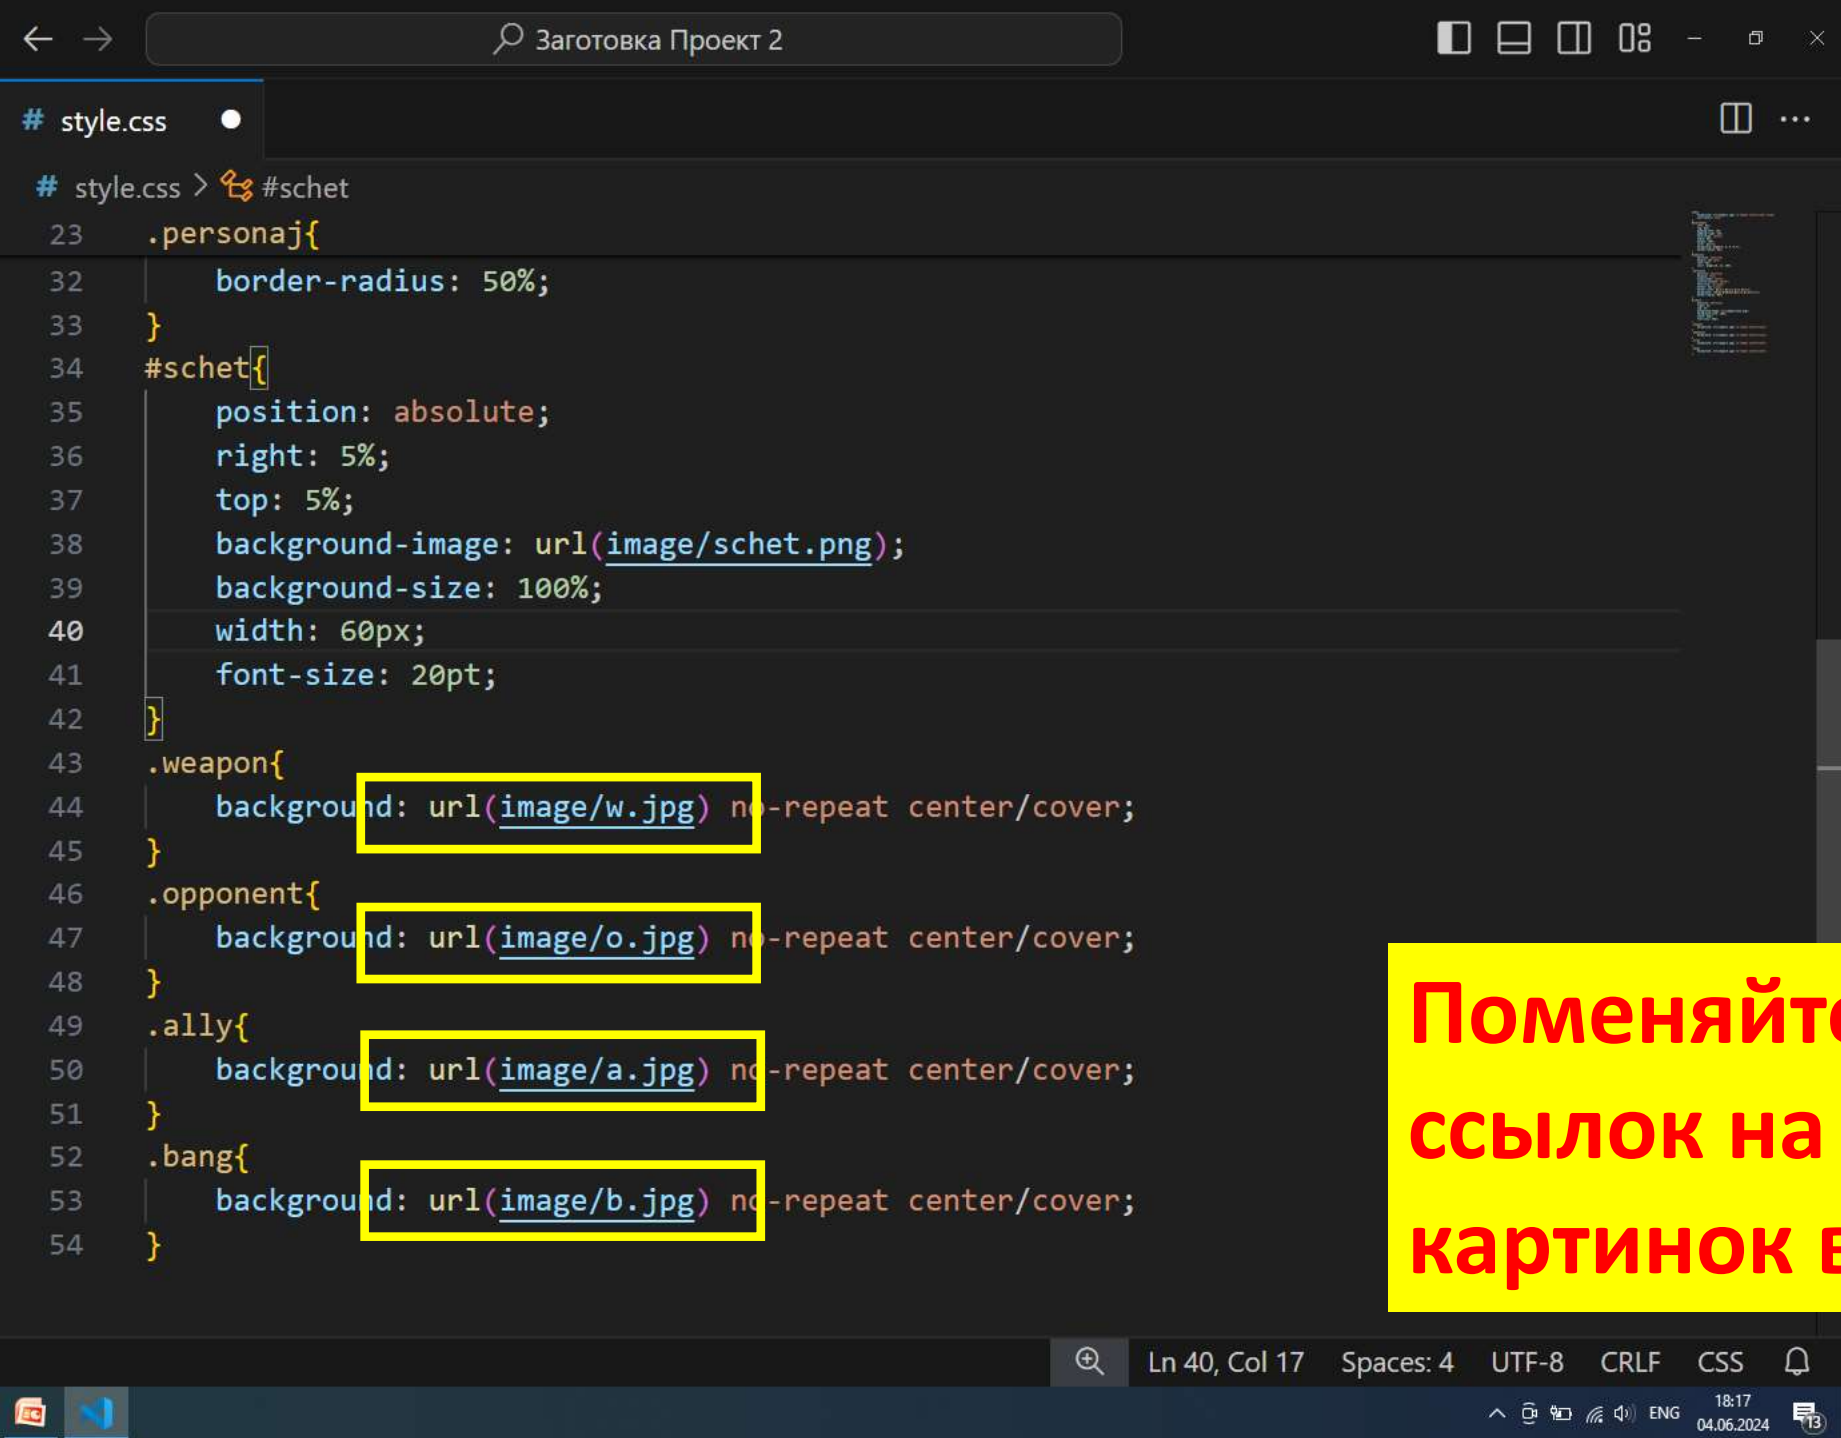 Заготовка Проект 2
# style.css
# style.css > #schet
23 .personaj{
32 border-radius: 50%;
33 }
34 #schet{
35 position: absolute;
36 right: 5%;
37 top: 5%;
38 background-image: url(image/schet.png);
39 background-size: 100%;
40 width: 60px;
41 font-size: 20pt;
42 }
43 .weapon{
44 background: url(image/w.jpg) no-repeat center/cover;
45 }
46 .opponent{
47 background: url(image/o.jpg) no-repeat center/cover;
48 }
49 .ally{
50 background: url(image/a.jpg) no-repeat center/cover;
51 }
52 .bang{
53 background: url(image/b.jpg) no-repeat center/cover;
54 }
Поменяйте
ссылок на
картинок в
Ln 40, Col 17 Spaces: 4 UTF-8 CRLF CSS
ENG 18:17
04.06.2024 13